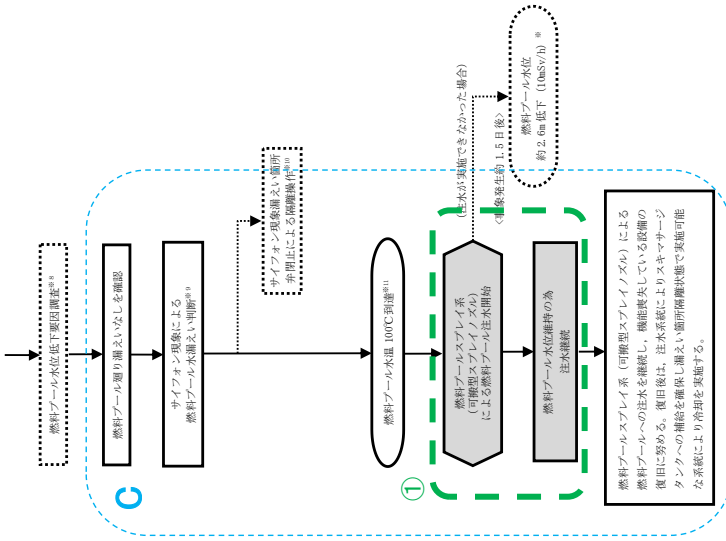 燃料プール水位低下要因調査※8
C
燃料プール廻り漏えいなしを確認
サイフォン現象による
燃料プール水漏えい判断※9
サイフォン現象漏えい箇所
弁閉止による隔離操作※10
燃料プール水温 100℃到達※11
①
燃料プールスプレイ系
(可搬型スプレイノズル)
による燃料プール注水開始
(注水が実施できなかった場合)
<事象発生約 1.5 日後>
燃料プール水位
約 2.6m 低下 (10mSv/h) ※
燃料プール水位維持の為
注水継続
燃料プールスプレイ系(可搬型スプレイノズル)による
燃料プールへの注水を継続し,機能喪失している設備の
復旧に努める。復旧後は,注水系統によりスキマサージ
タンクへの補給を確保し漏えい箇所隔離状態で実施可能
な系統により冷却を実施する。